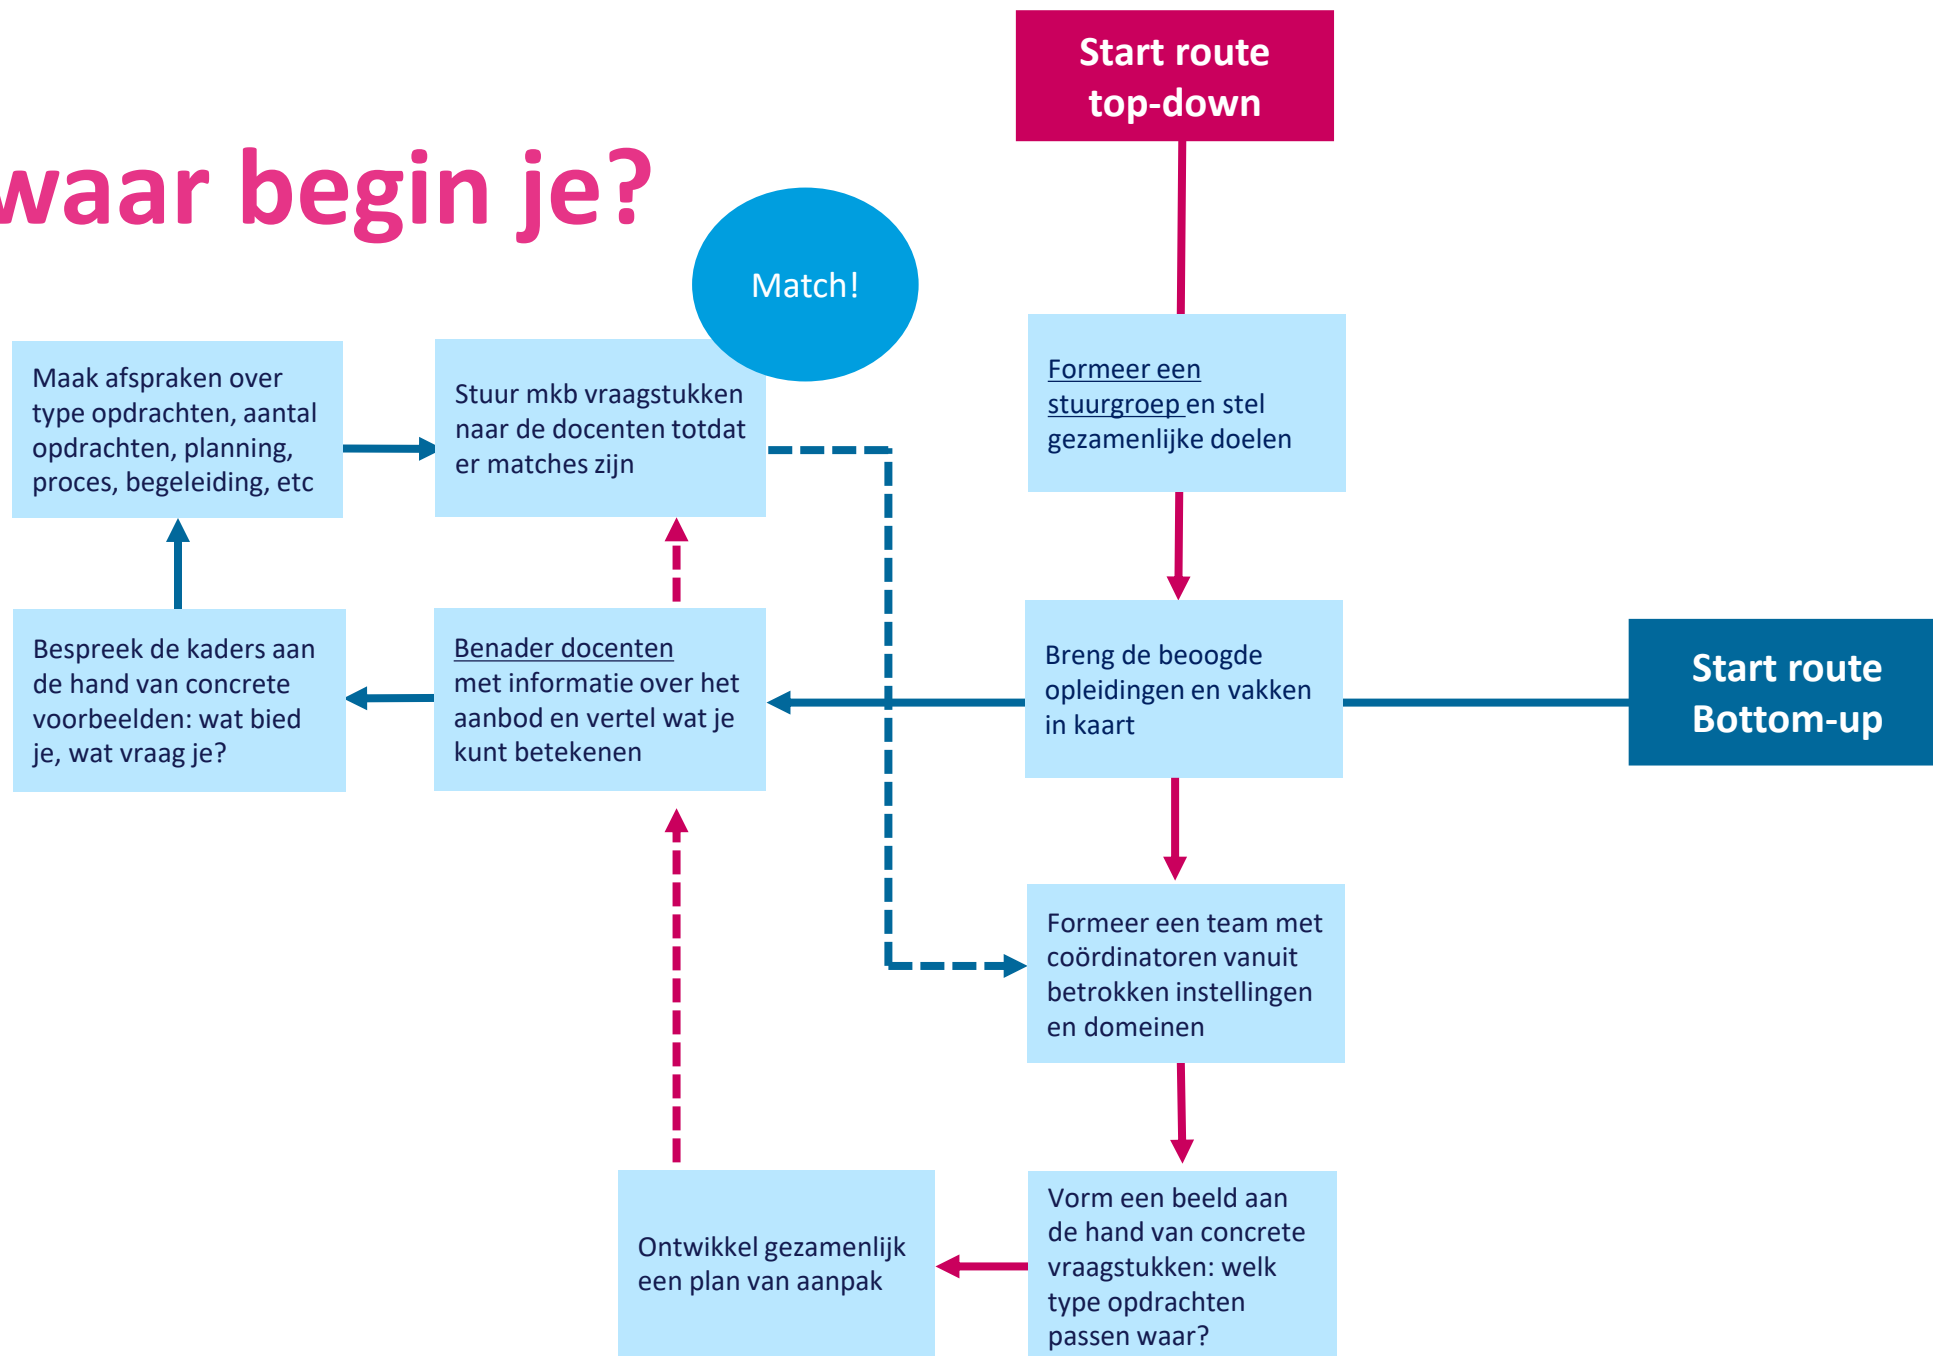 Start route
top-down
waar begin je?
Match!
Maak afspraken over
type opdrachten, aantal
opdrachten, planning,
proces, begeleiding, etc
Stuur mkb vraagstukken
naar de docenten totdat
er matches zijn
Formeer een
stuurgroep en stel
gezamenlijke doelen
Bespreek de kaders aan
de hand van concrete
voorbeelden: wat bied
je, wat vraag je?
Benader docenten
met informatie over het
aanbod en vertel wat je
kunt betekenen
Breng de beoogde
opleidingen en vakken
in kaart
Start route
Bottom-up
Formeer een team met
coördinatoren vanuit
betrokken instellingen
en domeinen
Ontwikkel gezamenlijk
een plan van aanpak
Vorm een beeld aan
de hand van concrete
vraagstukken: welk
type opdrachten
passen waar?